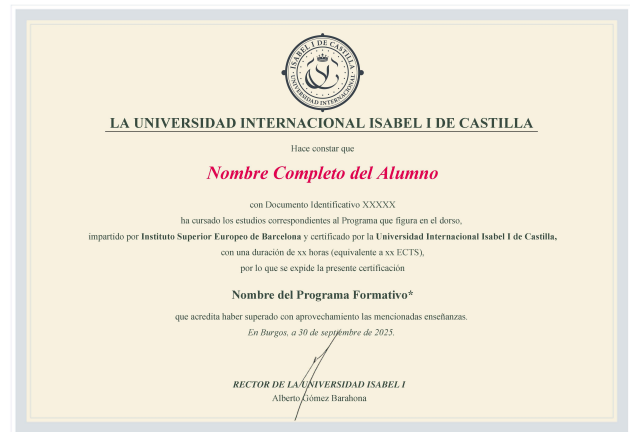 ISABEL I DE CASTILLA
UNIVERSIDAD INTERNACIONAL
LA UNIVERSIDAD INTERNACIONAL ISABEL I DE CASTILLA
Hace constar que
Nombre Completo del Alumno
con Documento Identificativo XXXXX
ha cursado los estudios correspondientes al Programa que figura en el dorso,
impartido por Instituto Superior Europeo de Barcelona y certificado por la Universidad Internacional Isabel I de Castilla,
con una duración de xx horas (equivalente a xx ECTS),
por lo que se expide la presente certificación
Nombre del Programa Formativo*
que acredita haber superado con aprovechamiento las mencionadas enseñanzas.
En Burgos, a 30 de septiembre de 2025.
RECTOR DE LA UNIVERSIDAD ISABEL I
Alberto Gómez Barahona